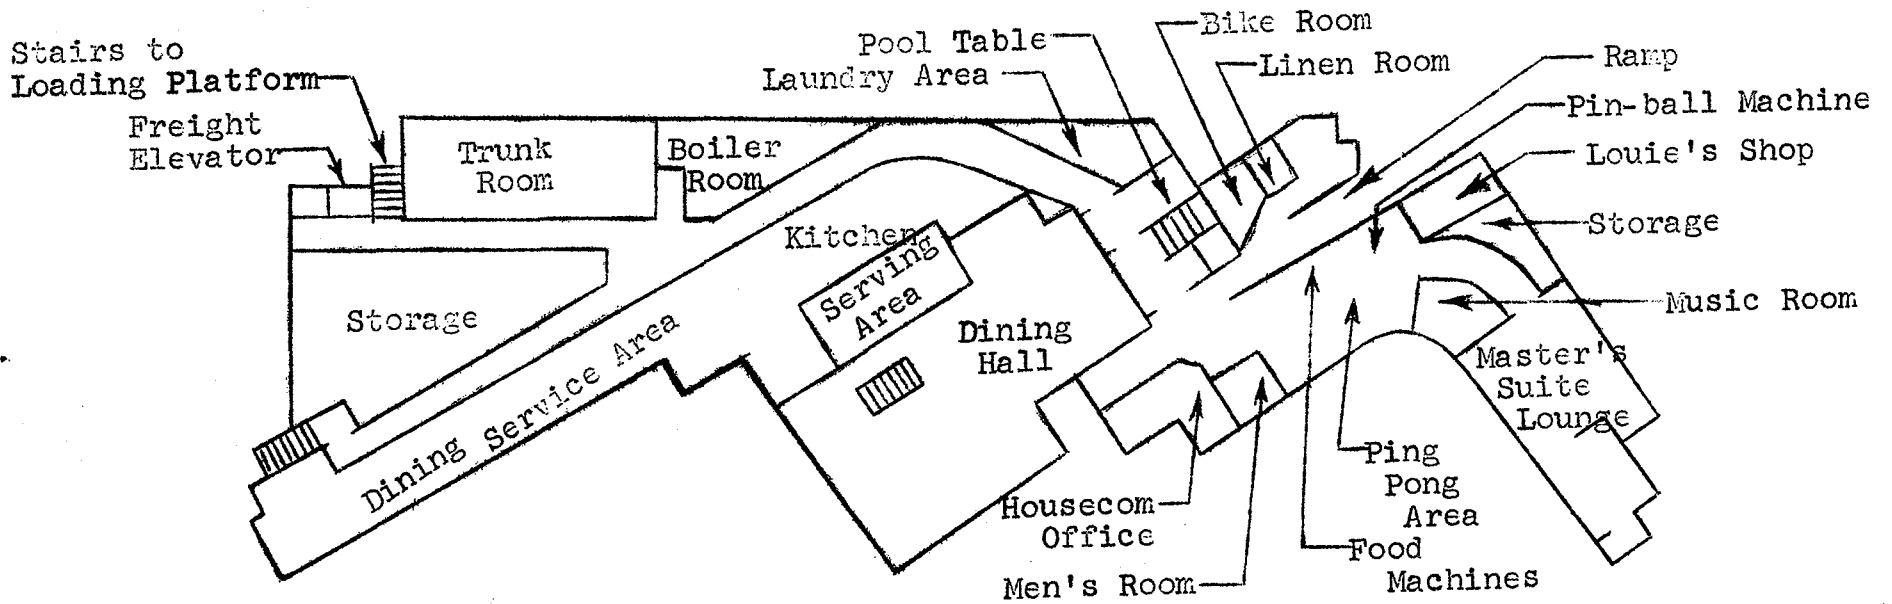 Stairs to
Loading Platform
Freight
Elevator
Trunk
Room
Boiler
Room
Pool Table
Laundry Area
Bike Room
Linen Room
Ramp
Pin-ball Machine
Louie's Shop
Storage
Music Room
Kitchen
Serving
Area
Storage
Dining Service Area
Dining
Hall
Master's
Suite
Lounge
Ping
Pong
Area
Housecom
Office
Food
Machines
Men's Room